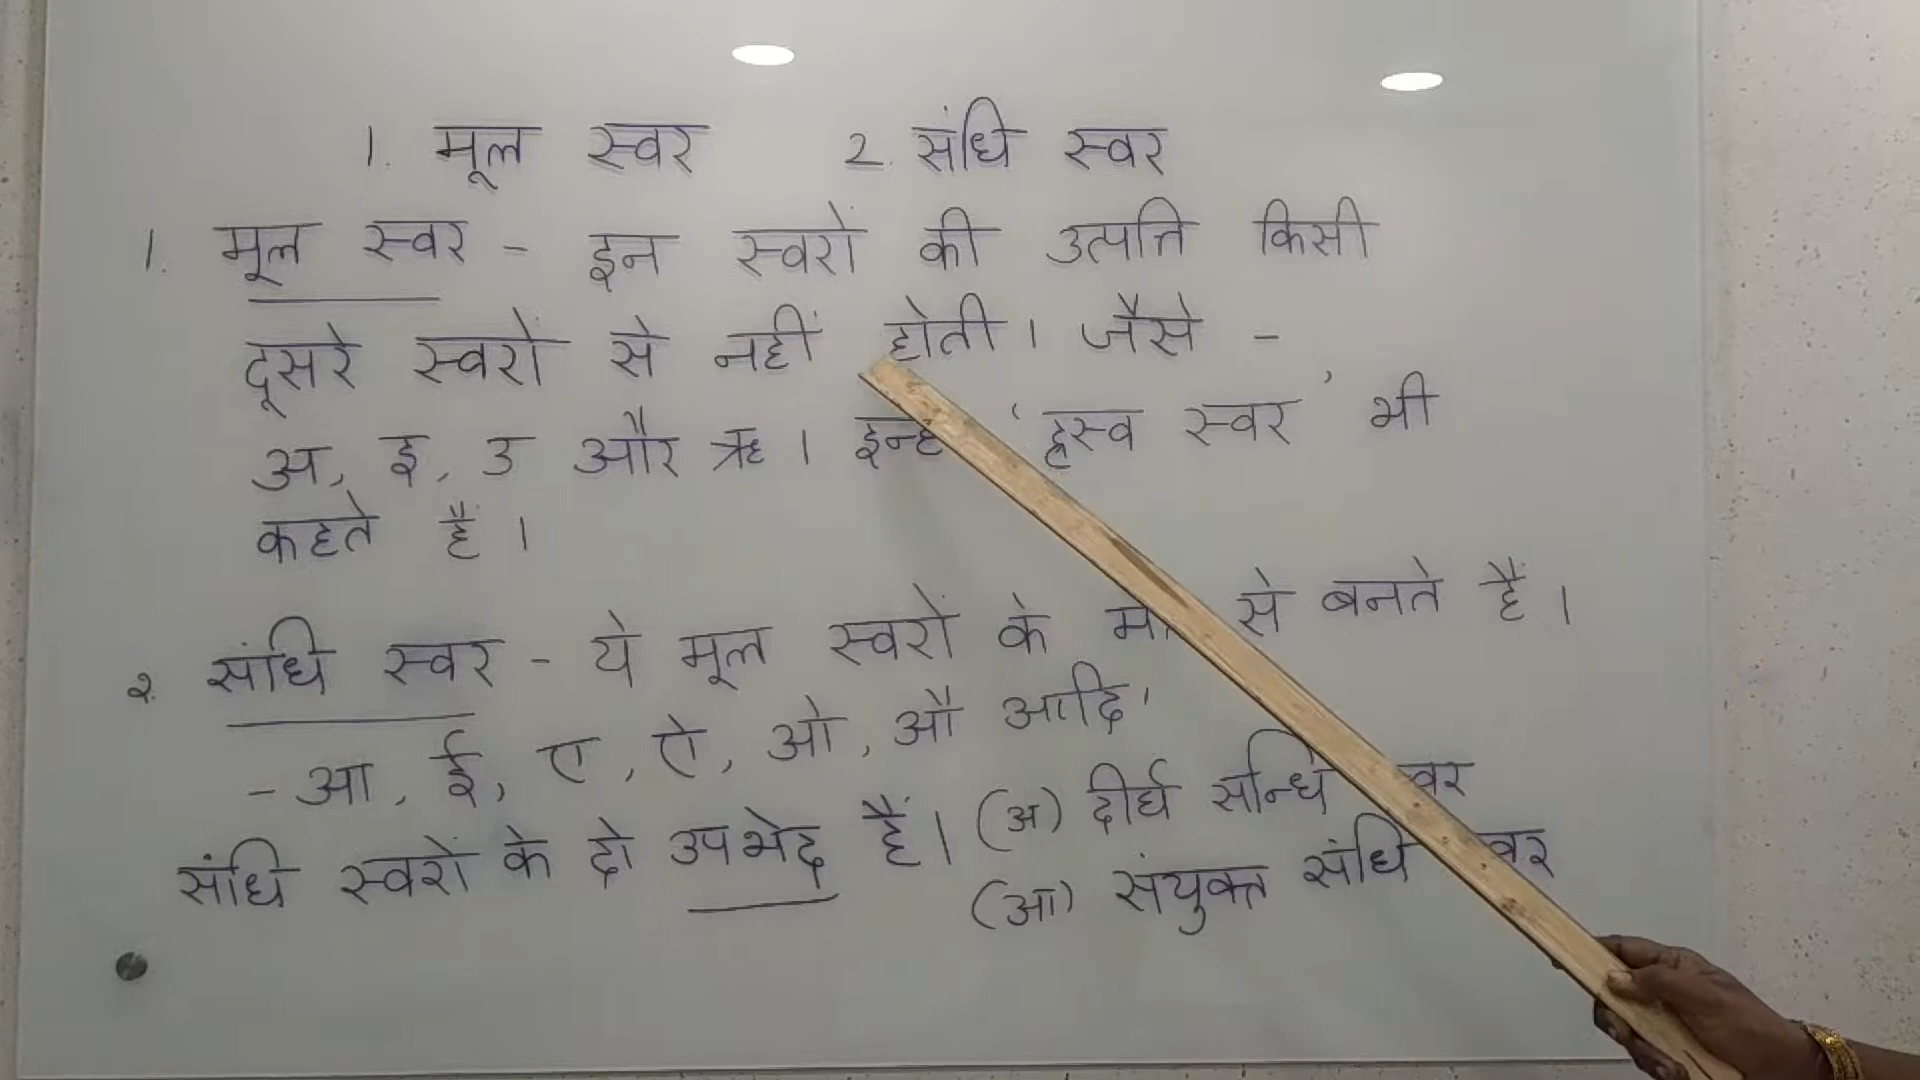 1. मूल स्वर 2. संधि स्वर
1. मूल स्वर - इन स्वरों की उत्पत्ति किसी
दूसरे स्वरों से नहीं होती। जैसे -
अ, इ, उ और ऋ। 'ह्रस्व स्वर' भी
कहते हैं।
२. संधि स्वर - ये मूल स्वरों के से बनते हैं।
- आ, ई, ए, ऐ, ओ, औ आदि।
संधि स्वरों के दो उपभेद हैं। (अ) दीर्घ सन्धि
(आ) संयुक्त संधि